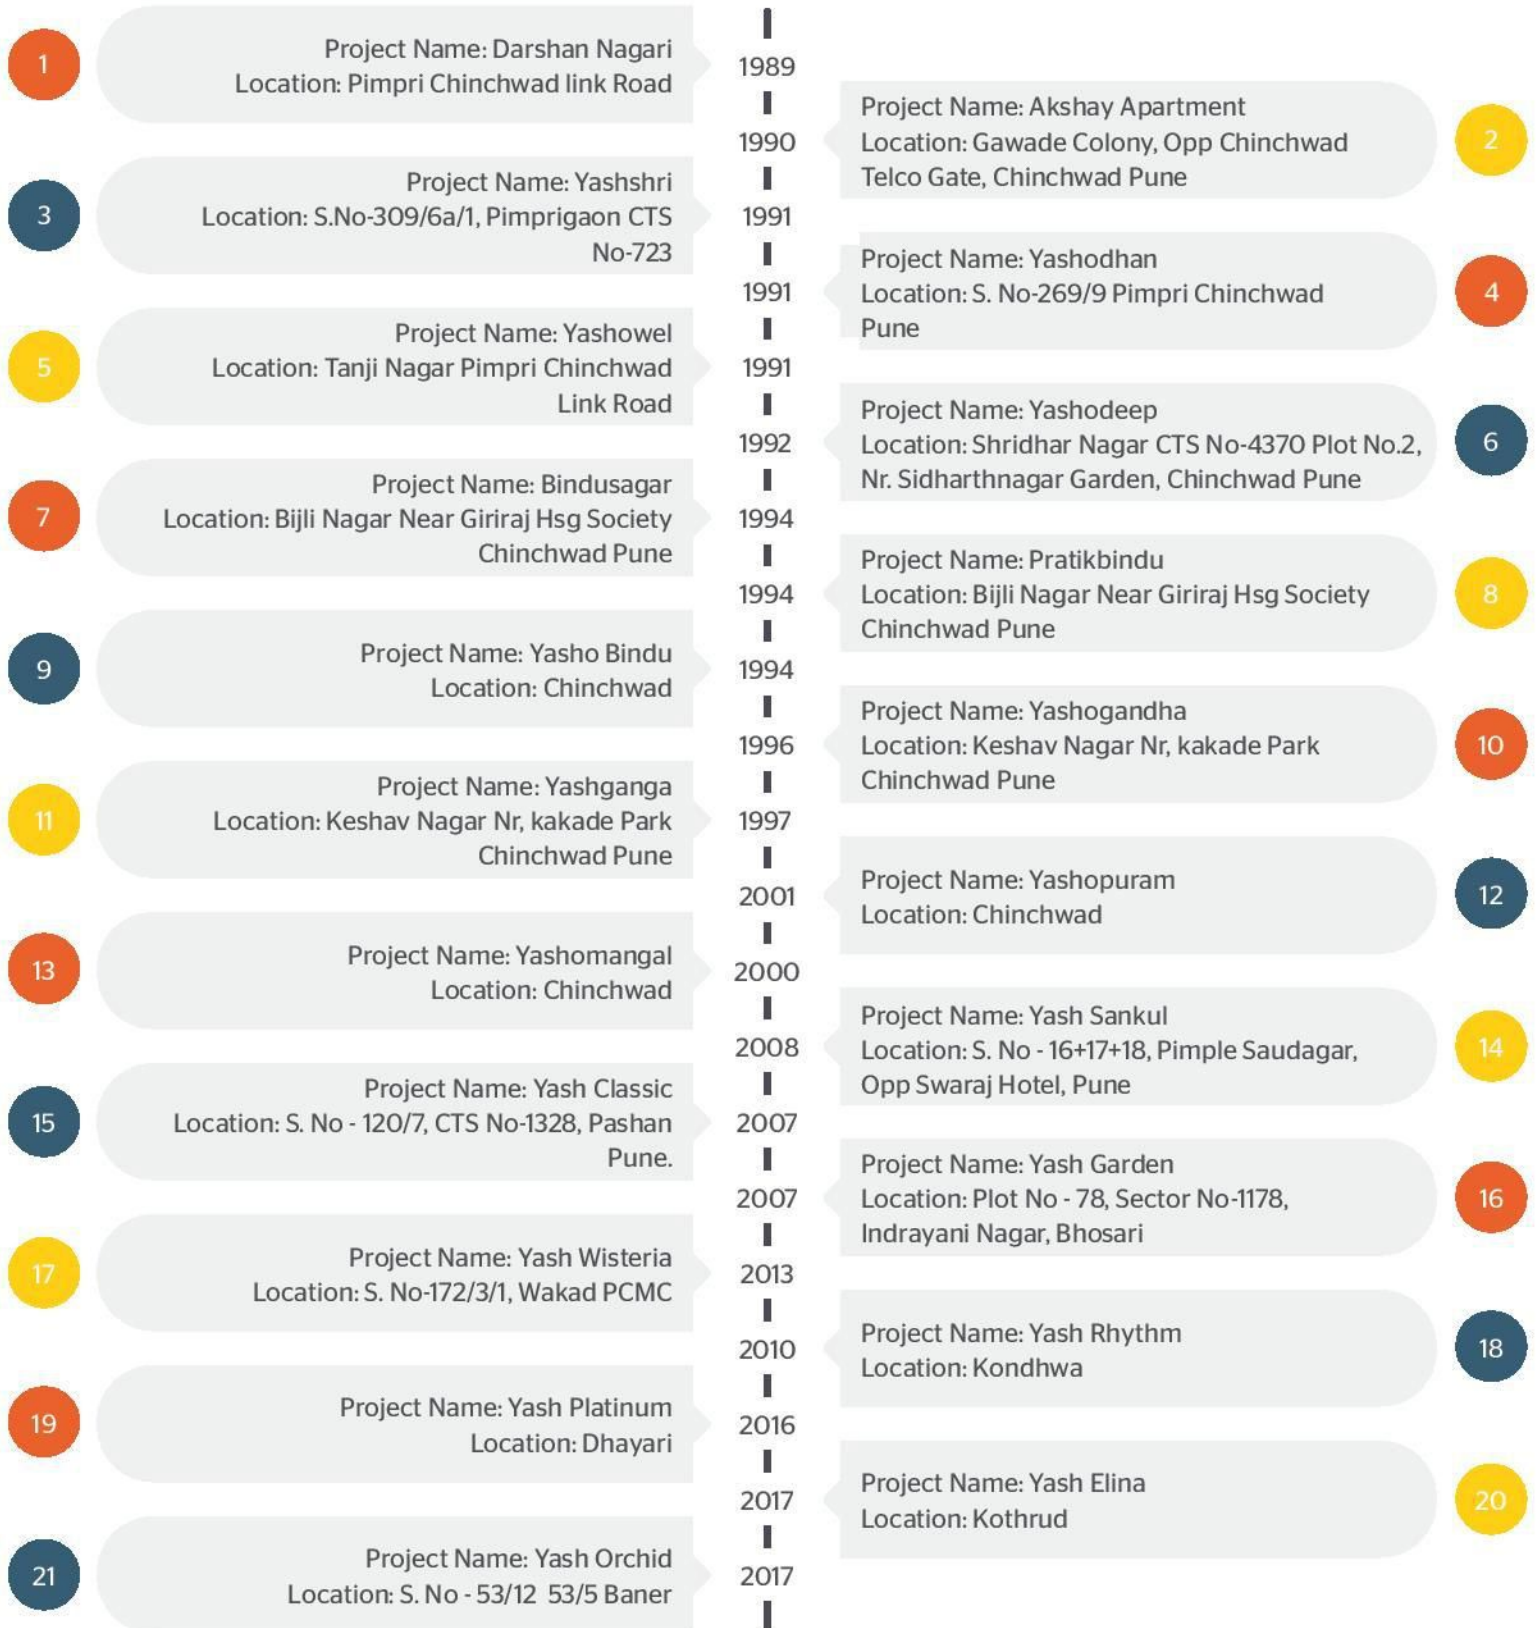 1
Project Name: Darshan Nagari
Location: Pimpri Chinchwad link Road
1989
Project Name: Akshay Apartment
Location: Gawade Colony, Opp Chinchwad
Telco Gate, Chinchwad Pune
1990
2
3
Project Name: Yashshri
Location: S.No-309/6a/1, Pimprigaon CTS
No-723
1991
Project Name: Yashodhan
Location: S. No-269/9 Pimpri Chinchwad
Pune
1991
4
5
Project Name: Yashowel
Location: Tanji Nagar Pimpri Chinchwad
Link Road
1991
Project Name: Yashodeep
Location: Shridhar Nagar CTS No-4370 Plot No.2,
Nr. Sidharthnagar Garden, Chinchwad Pune
1992
6
7
Project Name: Bindusagar
Location: Bijli Nagar Near Giriraj Hsg Society
Chinchwad Pune
1994
Project Name: Pratikbindu
Location: Bijli Nagar Near Giriraj Hsg Society
Chinchwad Pune
1994
8
9
Project Name: Yasho Bindu
Location: Chinchwad
1994
Project Name: Yashogandha
Location: Keshav Nagar Nr, kakade Park
Chinchwad Pune
1996
10
11
Project Name: Yashganga
Location: Keshav Nagar Nr, kakade Park
Chinchwad Pune
1997
Project Name: Yashopuram
Location: Chinchwad
2001
12
13
Project Name: Yashomangal
Location: Chinchwad
2000
Project Name: Yash Sankul
Location: S. No - 16+17+18, Pimple Saudagar,
Opp Swaraj Hotel, Pune
2008
14
15
Project Name: Yash Classic
Location: S. No - 120/7, CTS No-1328, Pashan
Pune.
2007
Project Name: Yash Garden
Location: Plot No - 78, Sector No-1178,
Indrayani Nagar, Bhosari
2007
16
17
Project Name: Yash Wisteria
Location: S. No-172/3/1, Wakad PCMC
2013
Project Name: Yash Rhythm
Location: Kondhwa
2010
18
19
Project Name: Yash Platinum
Location: Dhayari
2016
Project Name: Yash Elina
Location: Kothrud
2017
20
21
Project Name: Yash Orchid
Location: S. No - 53/12  53/5 Baner
2017